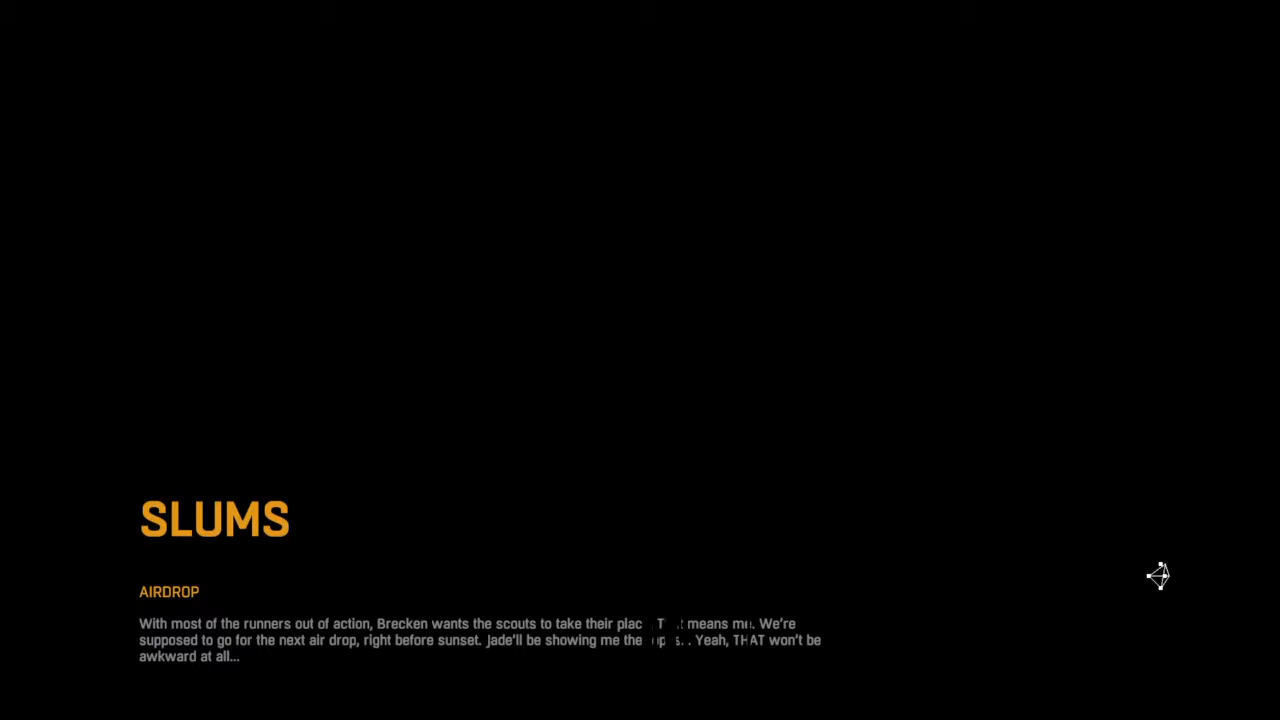 SLUMS
AIRDROP
With most of the runners out of action, Brecken wants the scouts to take their means We're
supposed to go for the next air drop, right before sunset. Jade'll be showing me the Yeah, THAT won't be
awkward at all...